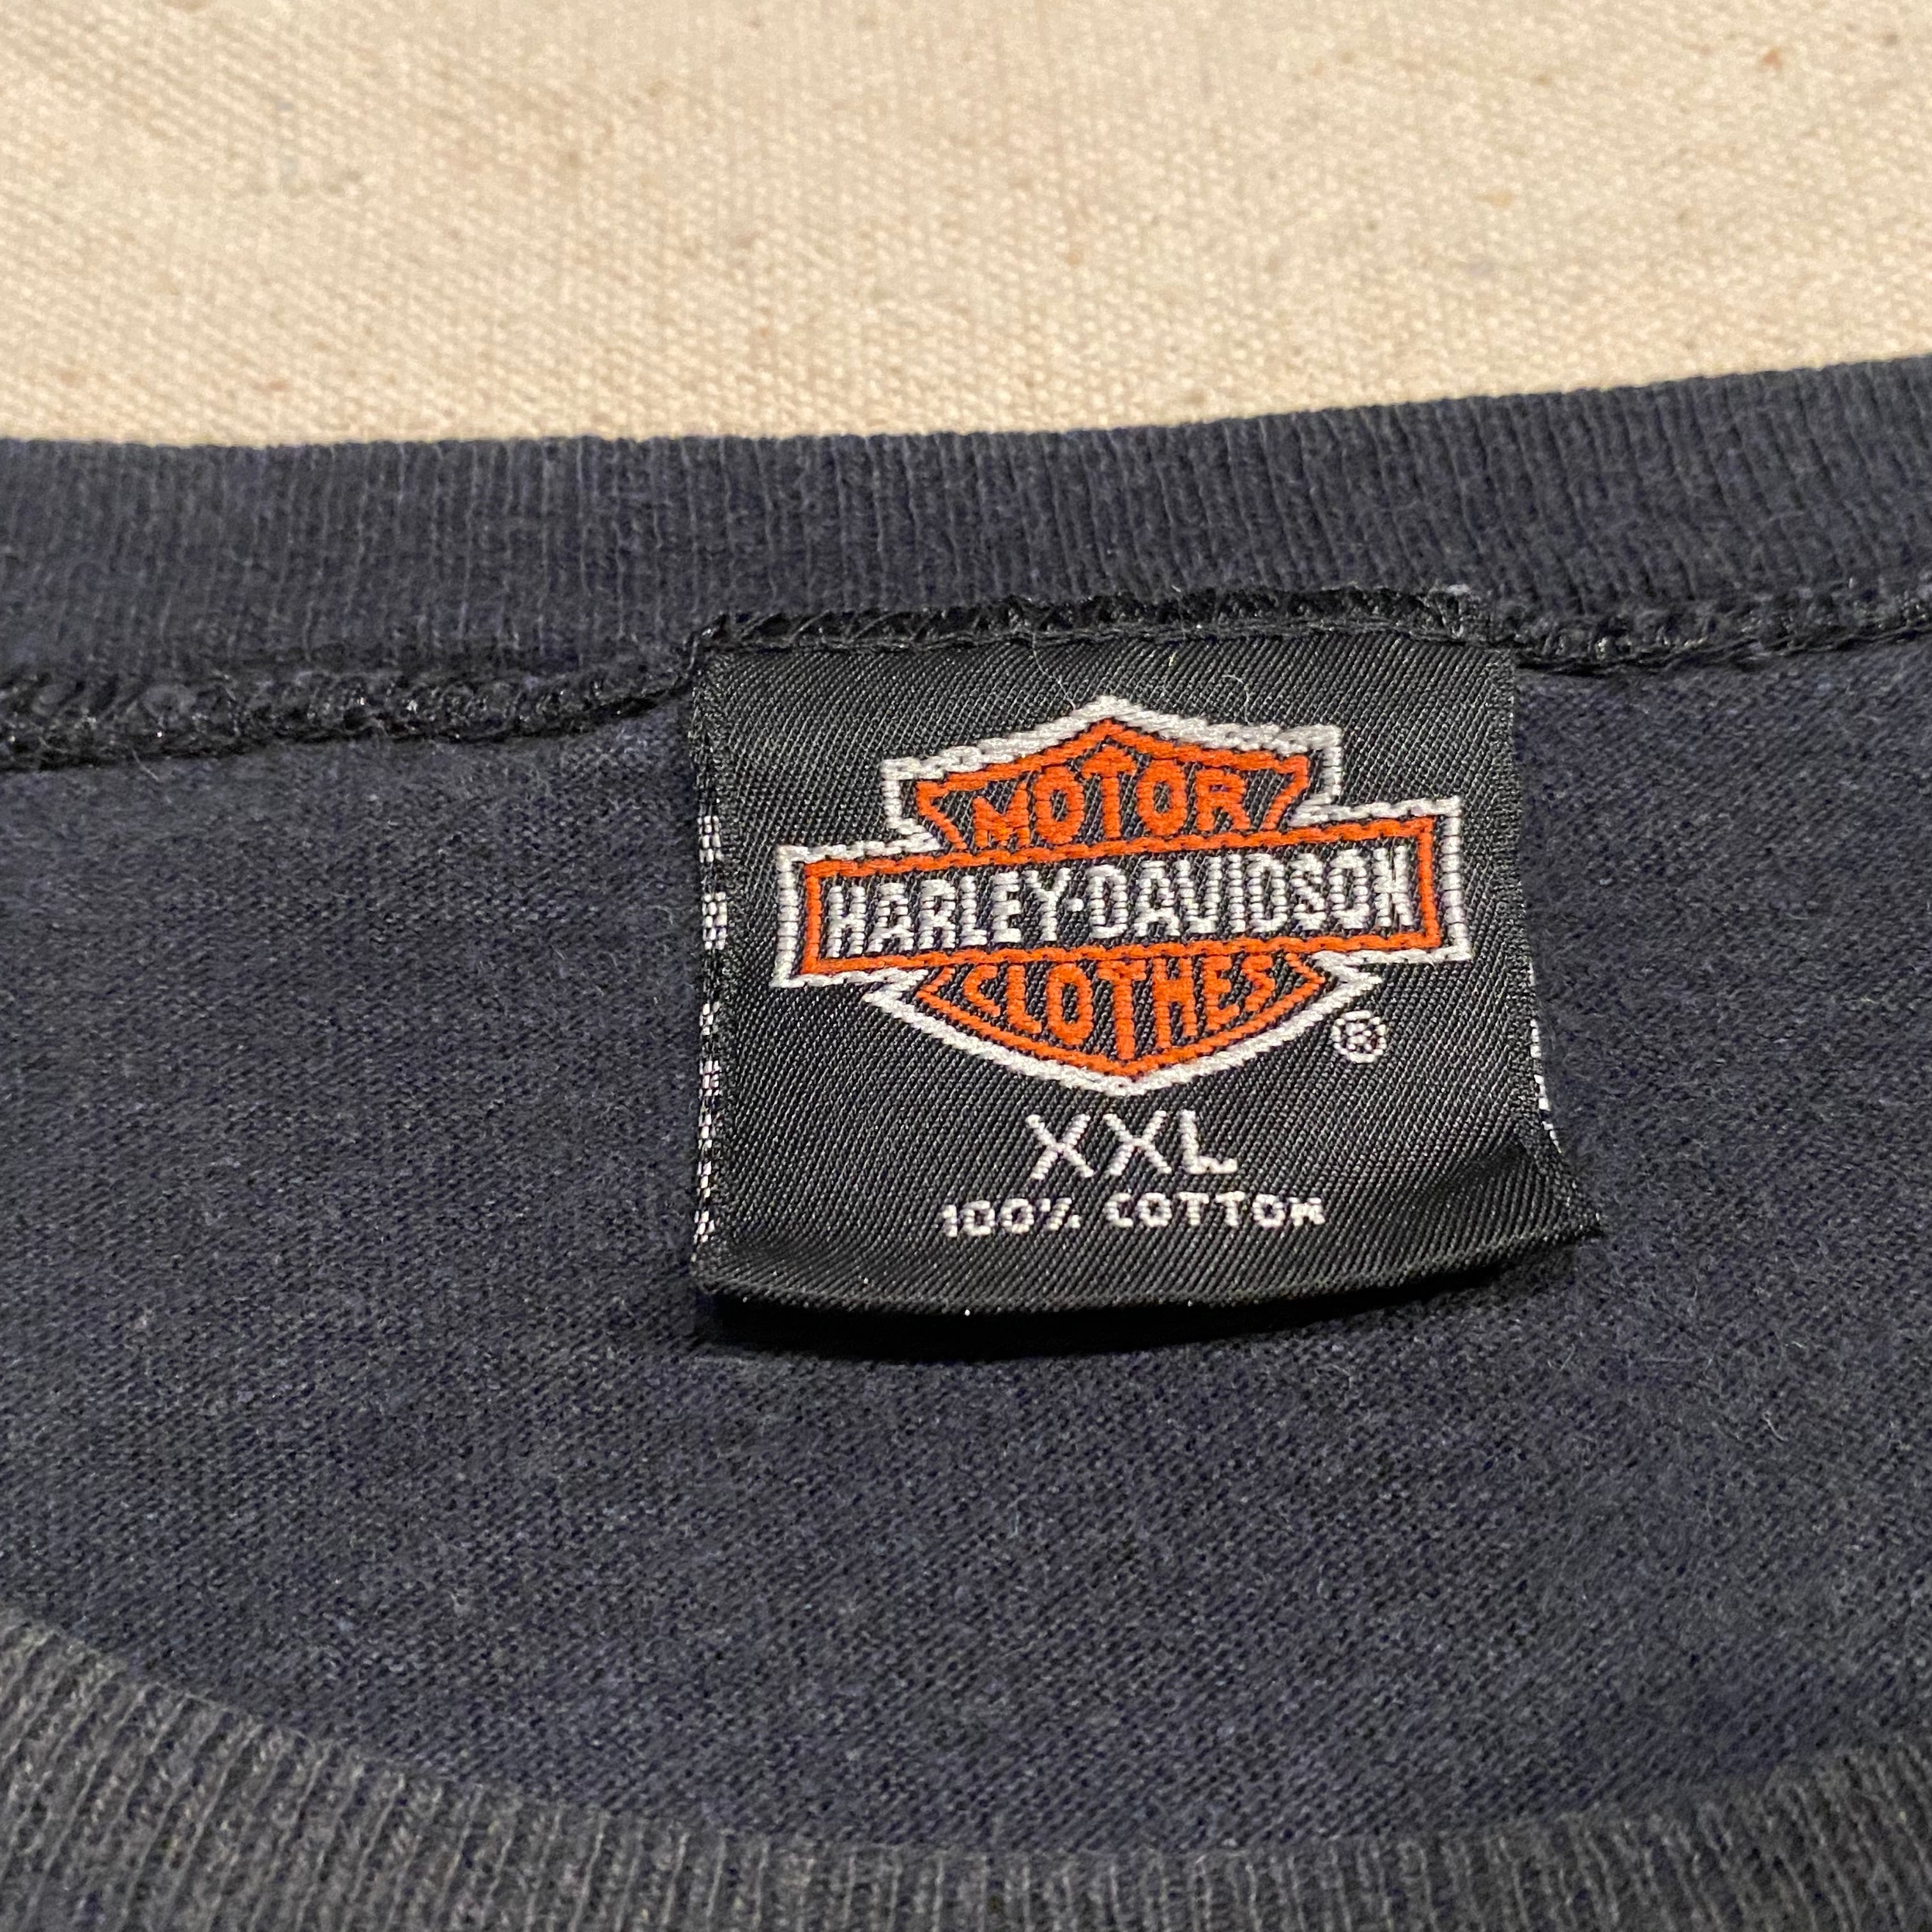 MOTOR
HARLEY-DAVIDSON
CLOTHES
®
XXL
100% COTTON